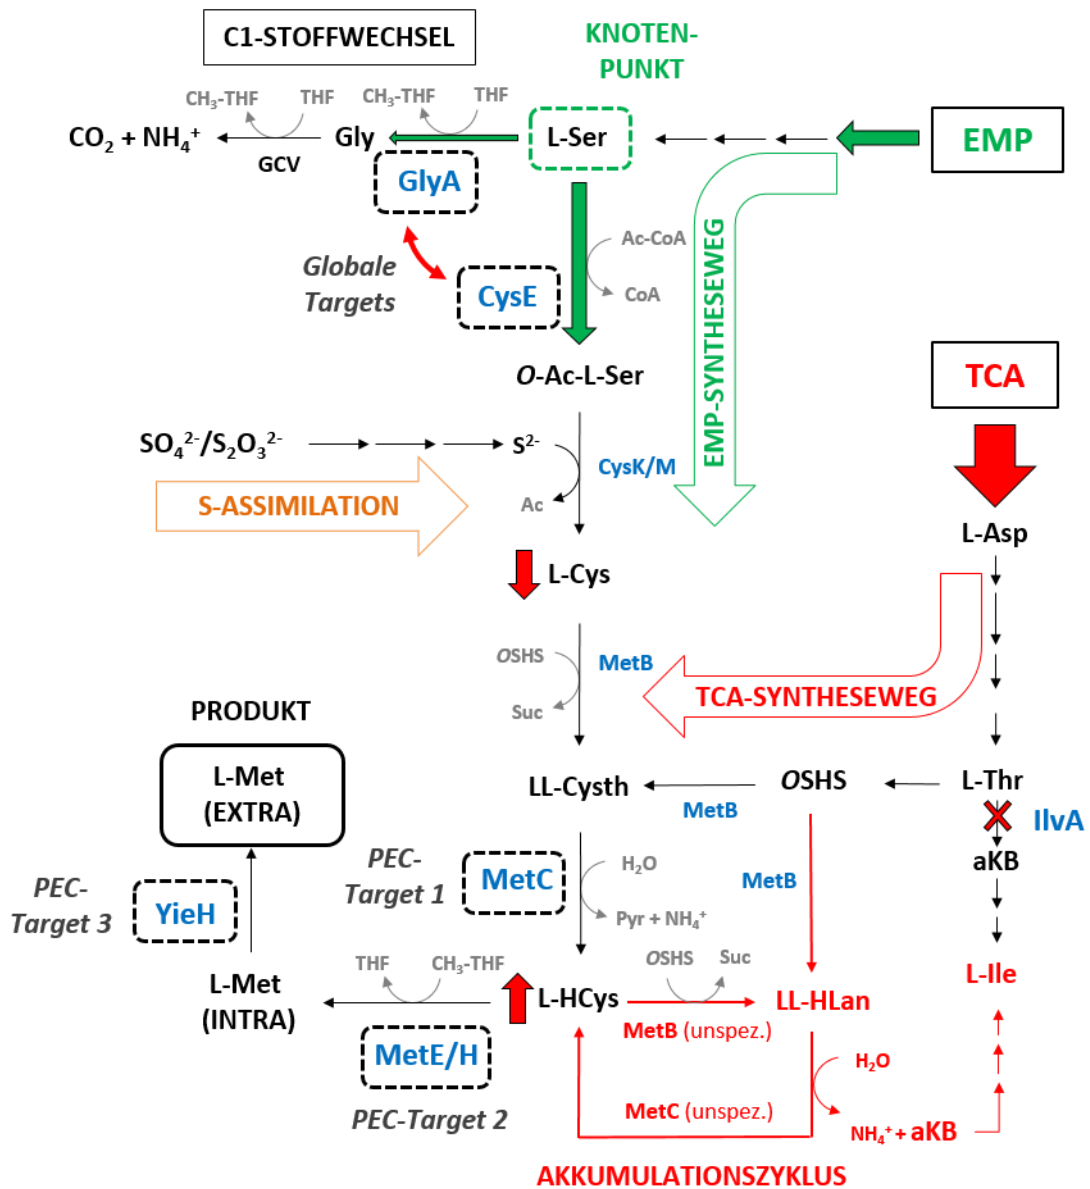 C1-STOFFWECHSEL
KNOTEN-
PUNKT
CH₃-THF
THF
CH₃-THF
THF
CO₂ + NH₄⁺
GCV
Gly
L-Ser
EMP
GlyA
Globale
Targets
CysE
Ac-CoA
CoA
EMP-SYNTHESEWEG
O-Ac-L-Ser
TCA
SO₄²⁻/S₂O₃²⁻
S²⁻
CysK/M
Ac
S-ASSIMILATION
L-Asp
L-Cys
OSHS
MetB
Suc
TCA-SYNTHESEWEG
PRODUKT
L-Met
(EXTRA)
LL-Cysth
MetB
OSHS
L-Thr
IlvA
aKB
PEC-
Target 1
MetC
H₂O
Pyr + NH₄⁺
MetB
PEC-
Target 3
YieH
L-Met
(INTRA)
THF
CH₃-THF
L-HCys
OSHS
Suc
MetB (unspez.)
LL-HLan
L-Ile
MetE/H
PEC-Target 2
MetC (unspez.)
H₂O
NH₄⁺ + aKB
AKKUMULATIONSZYKLUS